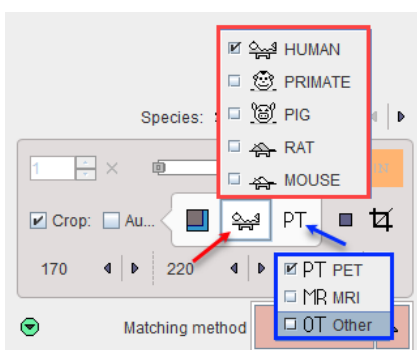 HUMAN
PRIMATE
Species:
PIG
RAT
MOUSE
1
Crop: Au... PT
170 220
PT PET
MR MRI
OT Other
Matching method